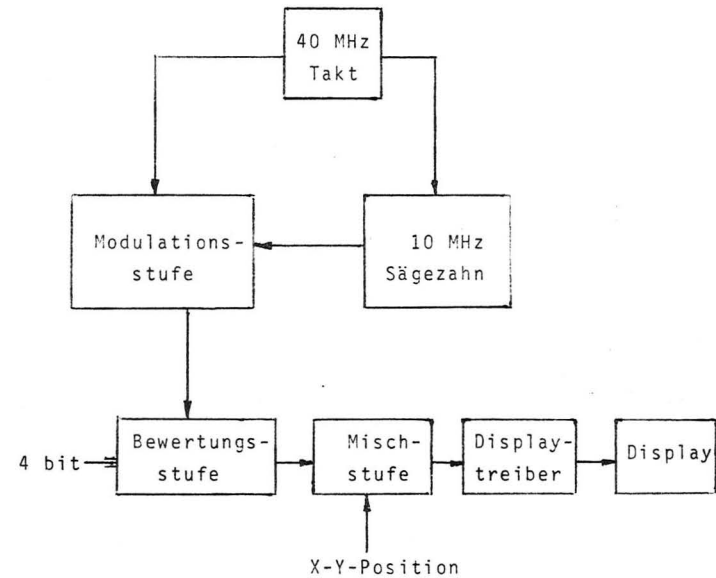 40 MHz
Takt
Modulations-
stufe
10 MHz
Sägezahn
4 bit
Bewertungs-
stufe
Misch-
stufe
Display-
treiber
Display
X-Y-Position